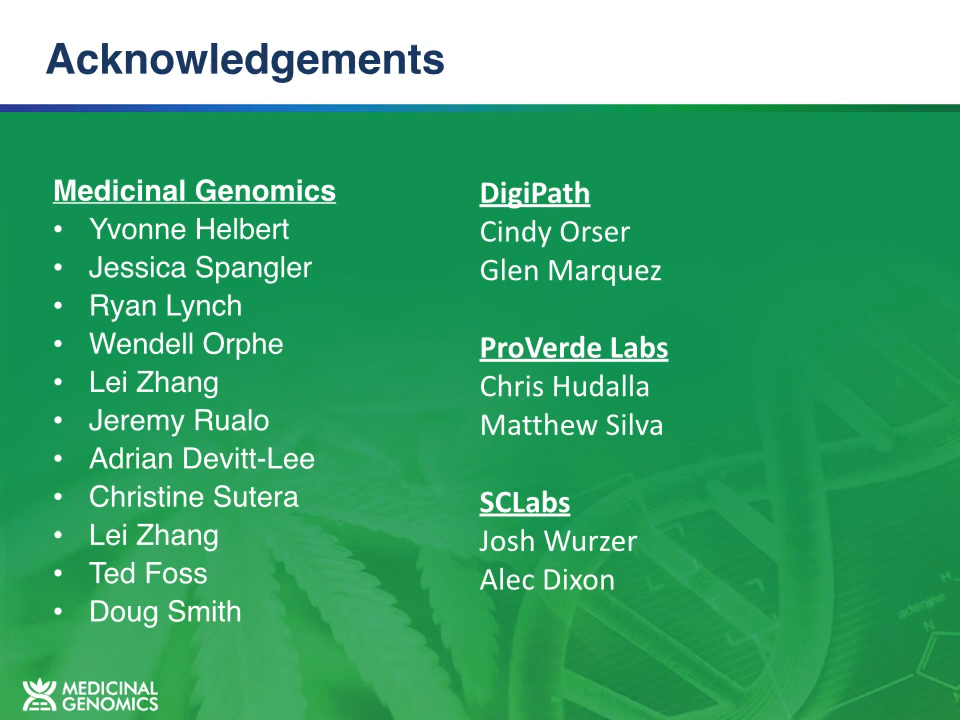 Acknowledgements
Medicinal Genomics
• Yvonne Helbert
• Jessica Spangler
• Ryan Lynch
• Wendell Orphe
• Lei Zhang
• Jeremy Rualo
• Adrian Devitt-Lee
• Christine Sutera
• Lei Zhang
• Ted Foss
• Doug Smith
DigiPath
Cindy Orser
Glen Marquez
ProVerde Labs
Chris Hudalla
Matthew Silva
SCLabs
Josh Wurzer
Alec Dixon
adenine
MEDICINAL
GENOMICS